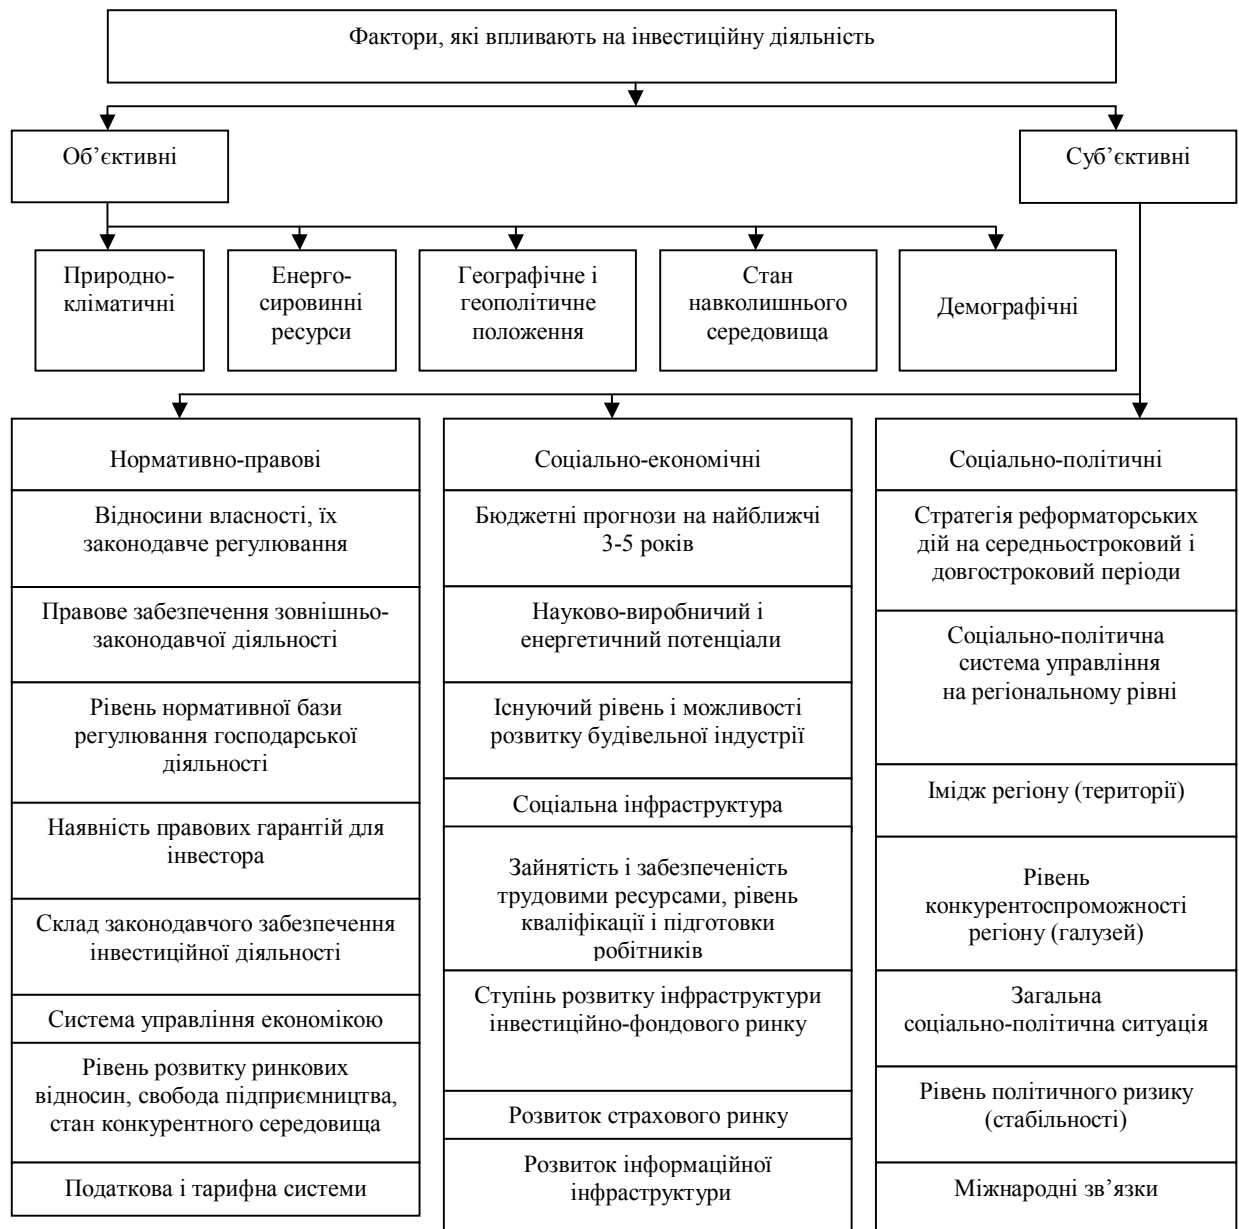 Фактори, які впливають на інвестиційну діяльність
Об’єктивні
Суб’єктивні
Природно-
кліматичні
Енерго-
сировинні
ресурси
Географічне і
геополітичне
положення
Стан
навколишнього
середовища
Демографічні
Нормативно-правові
Відносини власності, їх
законодавче регулювання
Правове забезпечення зовнішньо-
законодавчої діяльності
Рівень нормативної бази
регулювання господарської
діяльності
Наявність правових гарантій для
інвестора
Склад законодавчого забезпечення
інвестиційної діяльності
Система управління економікою
Рівень розвитку ринкових
відносин, свобода підприємництва,
стан конкурентного середовища
Податкова і тарифна системи
Соціально-економічні
Бюджетні прогнози на найближчі
3-5 років
Науково-виробничий і
енергетичний потенціали
Існуючий рівень і можливості
розвитку будівельної індустрії
Соціальна інфраструктура
Зайнятість і забезпеченість
трудовими ресурсами, рівень
кваліфікації і підготовки
робітників
Ступінь розвитку інфраструктури
інвестиційно-фондового ринку
Розвиток страхового ринку
Розвиток інформаційної
інфраструктури
Соціально-політичні
Стратегія реформаторських
дій на середньостроковий і
довгостроковий періоди
Соціально-політична
система управління
на регіональному рівні
Імідж регіону (території)
Рівень
конкурентоспроможності
регіону (галузей)
Загальна
соціально-політична ситуація
Рівень політичного ризику
(стабільності)
Міжнародні зв’язки